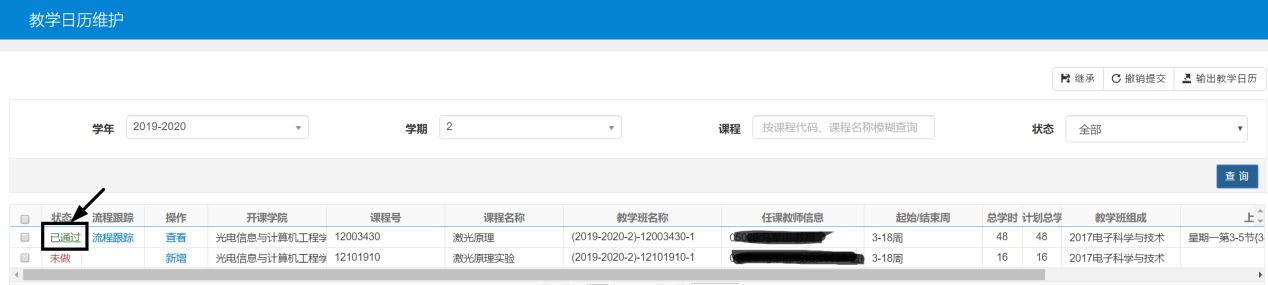 教学日历维护
继承 撤销提交 输出教学日历
学年 2019-2020 学期 2 课程 按课程代码、课程名称模糊查询 状态 全部
查 询
状态 流程跟踪 操作 开课学院 课程号 课程名称 教学班名称 任课教师信息 起始/结束周 总学时 计划总学 教学班组成 上
已通过 流程跟踪 查看 光电信息与计算机工程学 12003430 激光原理 (2019-2020-2)-12003430-1 3-18周 48 48 2017电子科学与技术 星期一第3-5节{3-
未做 新增 光电信息与计算机工程学 12101910 激光原理实验 (2019-2020-2)-12101910-1 3-18周 16 16 2017电子科学与技术